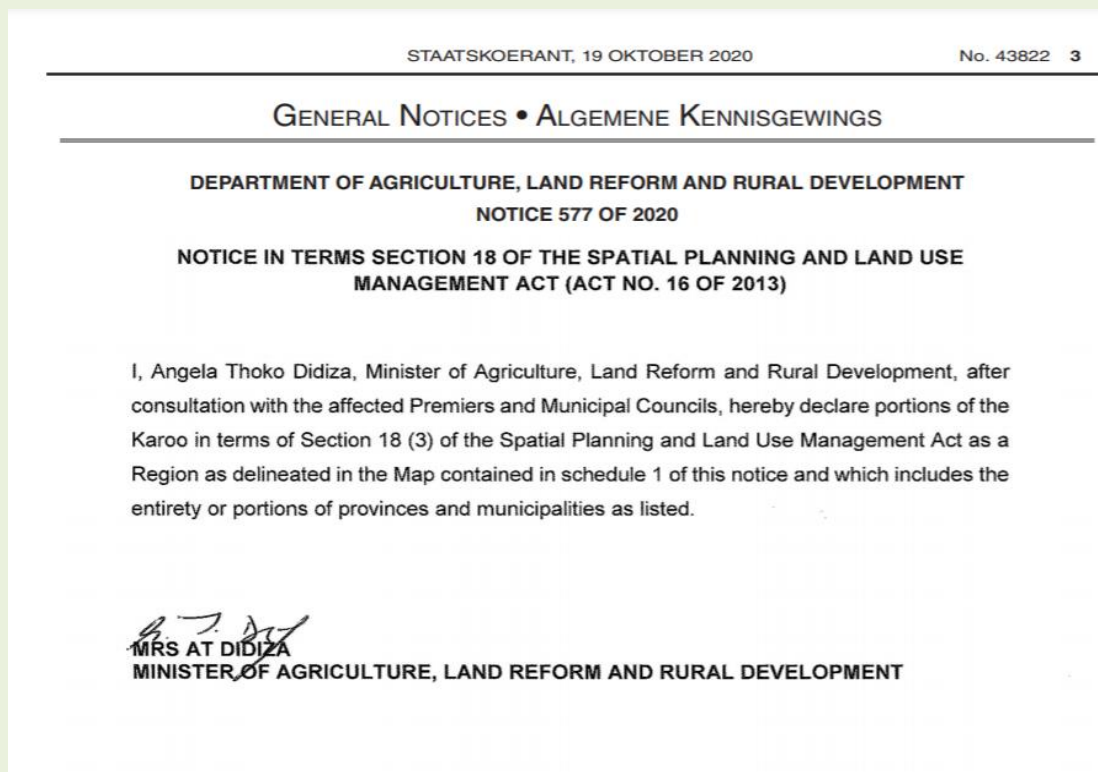 STAATSKOERANT, 19 OKTOBER 2020 No. 43822 3
GENERAL NOTICES • ALGEMENE KENNISGEWINGS
DEPARTMENT OF AGRICULTURE, LAND REFORM AND RURAL DEVELOPMENT
NOTICE 577 OF 2020
NOTICE IN TERMS SECTION 18 OF THE SPATIAL PLANNING AND LAND USE
MANAGEMENT ACT (ACT NO. 16 OF 2013)
I, Angela Thoko Didiza, Minister of Agriculture, Land Reform and Rural Development, after
consultation with the affected Premiers and Municipal Councils, hereby declare portions of the
Karoo in terms of Section 18 (3) of the Spatial Planning and Land Use Management Act as a
Region as delineated in the Map contained in schedule 1 of this notice and which includes the
entirety or portions of provinces and municipalities as listed.
MRS AT DIDIZA
MINISTER OF AGRICULTURE, LAND REFORM AND RURAL DEVELOPMENT